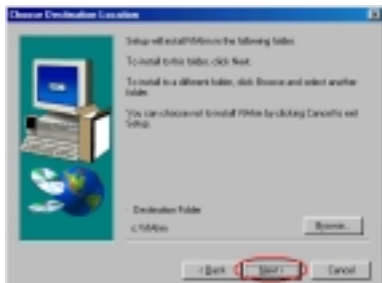 Choose Destination Location
Setup will install in the following folder.
To install to this folder, click Next.
To install to a different folder, click Browse and select another
folder.
You can choose not to install by clicking Cancel to exit
Setup.
Destination Folder
Browse...
< Back
Next >
Cancel